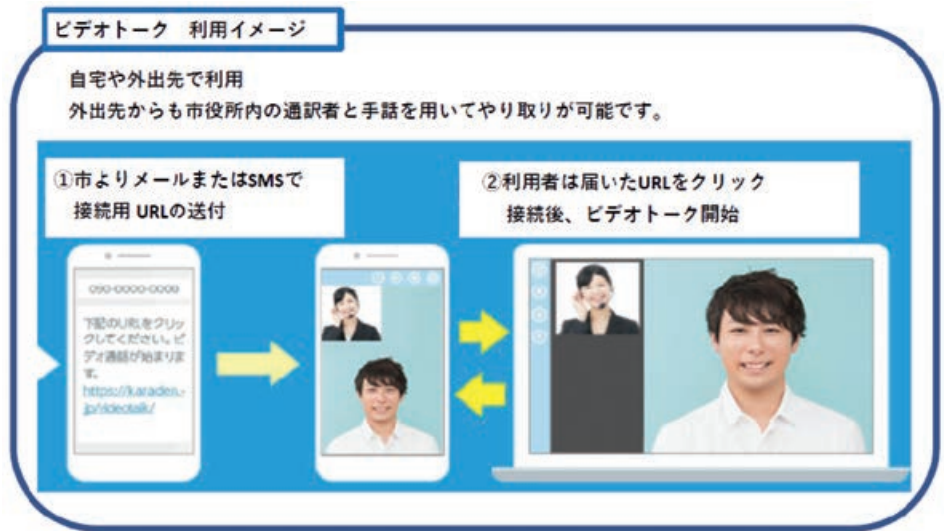 ビデオトーク　利用イメージ
自宅や外出先で利用
外出先からも市役所内の通訳者と手話を用いてやり取りが可能です。
①市よりメールまたはSMSで
接続用 URLの送付
②利用者は届いたURLをクリック
接続後、ビデオトーク開始
090-0000-0000
下記のURLをクリッ
クしてください。ビ
デオ通話が始まりま
す。
https://karaden.-
jp/videotalk/